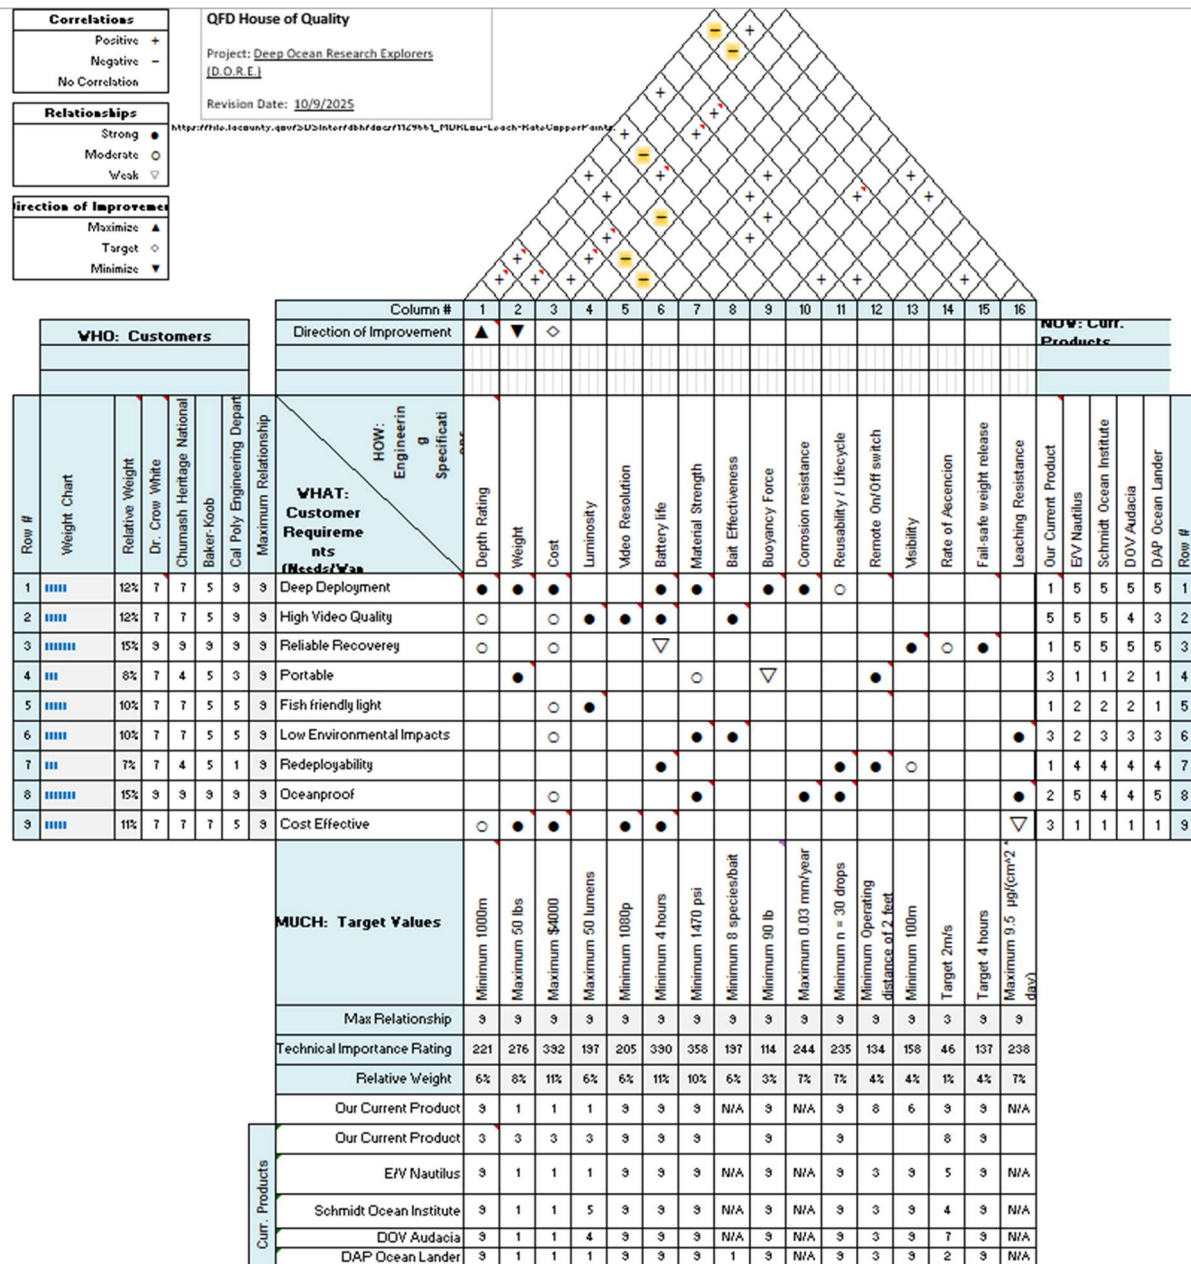 Correlations
Positive +
Negative −
No Correlation
Relationships
Strong ●
Moderate ○
Weak ▽
Direction of Improvemen
Maximize ▲
Target ◇
Minimize ▼
QFD House of Quality
Project: Deep Ocean Research Explorers
(D.O.R.E.)
Revision Date: 10/9/2025
Column # 1 2 3 4 5 6 7 8 9 10 11 12 13 14 15 16
WHO: Customers
Direction of Improvement ▲ ▼ ◇
NOW: Curr.
Products
Row #
Weight Chart
Relative Weight
Dr. Crow White
Chumash Heritage National
Baker-Koob
Cal Poly Engineering Depart
Maximum Relationship
HOW:
Engineerin
g
Specificati
WHAT:
Customer
Requireme
nts
(Needs/Wan
Depth Rating
Weight
Cost
Luminosity
Video Resolution
Battery life
Material Strength
Bait Effectiveness
Buoyancy Force
Corrosion resistance
Reusability / Lifecycle
Remote On/Off switch
Visibility
Rate of Ascencion
Fail-safe weight release
Leaching Resistance
Our Current Product
E/V Nautilus
Schmidt Ocean Institute
DOV Audacia
DAP Ocean Lander
Row #
1 12% 7 7 5 9 9 Deep Deployment ● ● ● ● ● ● ● ○ 1 5 5 5 5 1
2 12% 7 7 5 9 9 High Video Quality ○ ○ ● ● ● ● 5 5 5 4 3 2
3 15% 9 9 9 9 9 Reliable Recoverey ○ ○ ▽ ● ○ ● 1 5 5 5 5 3
4 8% 7 4 5 3 9 Portable ● ○ ▽ ● 3 1 1 2 1 4
5 10% 7 7 5 5 9 Fish friendly light ○ ● 1 2 2 2 1 5
6 10% 7 7 5 5 9 Low Environmental Impacts ○ ● ● ● 3 2 3 3 3 6
7 7% 7 4 5 1 9 Redeployability ● ● ● ○ 1 4 4 4 4 7
8 15% 9 9 9 9 9 Oceanproof ○ ● ● ● ● 2 5 4 4 5 8
9 11% 7 7 7 5 9 Cost Effective ○ ● ● ● ● ▽ 3 1 1 1 1 9
MUCH: Target Values
Minimum 1000m
Maximum 50 lbs
Maximum $4000
Maximum 50 lumens
Minimum 1080p
Minimum 4 hours
Minimum 1470 psi
Minimum 8 species/bait
Minimum 90 lb
Maximum 0.03 mm/year
Minimum n = 30 drops
Minimum Operating
distance of 2 feet
Minimum 100m
Target 2m/s
Target 4 hours
Maximum 9.5 µg/(cm^2 *
day)
Max Relationship 9 9 9 9 9 9 9 9 9 9 9 9 9 3 9 9
Technical Importance Rating 221 276 392 197 205 390 358 197 114 244 235 134 158 46 137 238
Relative Weight 6% 8% 11% 6% 6% 11% 10% 6% 3% 7% 7% 4% 4% 1% 4% 7%
Our Current Product 9 1 1 1 9 9 9 N/A 9 N/A 9 8 6 9 9 N/A
Curr. Products
Our Current Product 3 3 3 3 9 9 9 9 9 8 9
E/V Nautilus 9 1 1 1 9 9 9 N/A 9 N/A 9 3 9 5 9 N/A
Schmidt Ocean Institute 9 1 1 5 9 9 9 N/A 9 N/A 9 3 9 4 9 N/A
DOV Audacia 9 1 1 4 9 9 9 N/A 9 N/A 9 3 9 7 9 N/A
DAP Ocean Lander 9 1 1 1 9 9 9 1 9 N/A 9 3 9 2 9 N/A